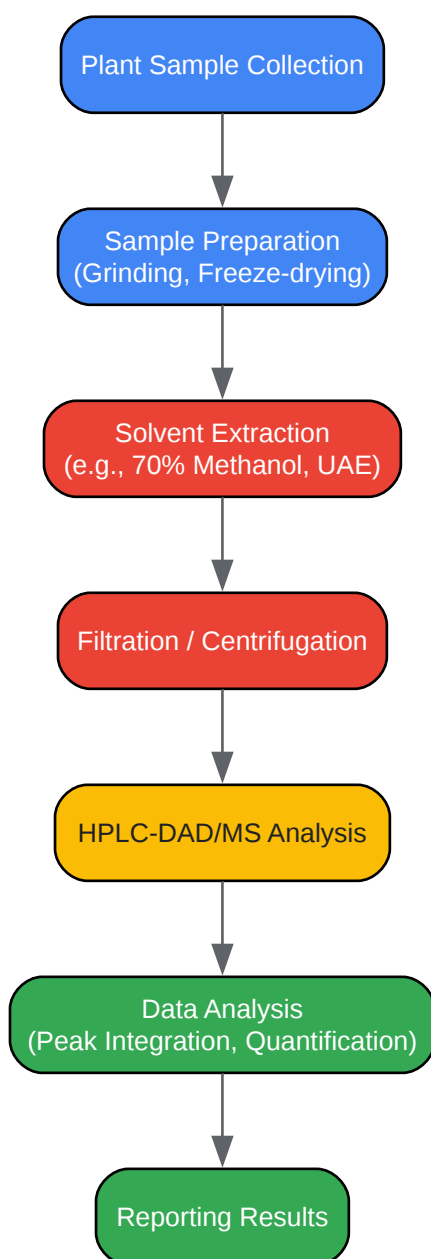 Plant Sample Collection
Sample Preparation
(Grinding, Freeze-drying)
Solvent Extraction
(e.g., 70% Methanol, UAE)
Filtration / Centrifugation
HPLC-DAD/MS Analysis
Data Analysis
(Peak Integration, Quantification)
Reporting Results